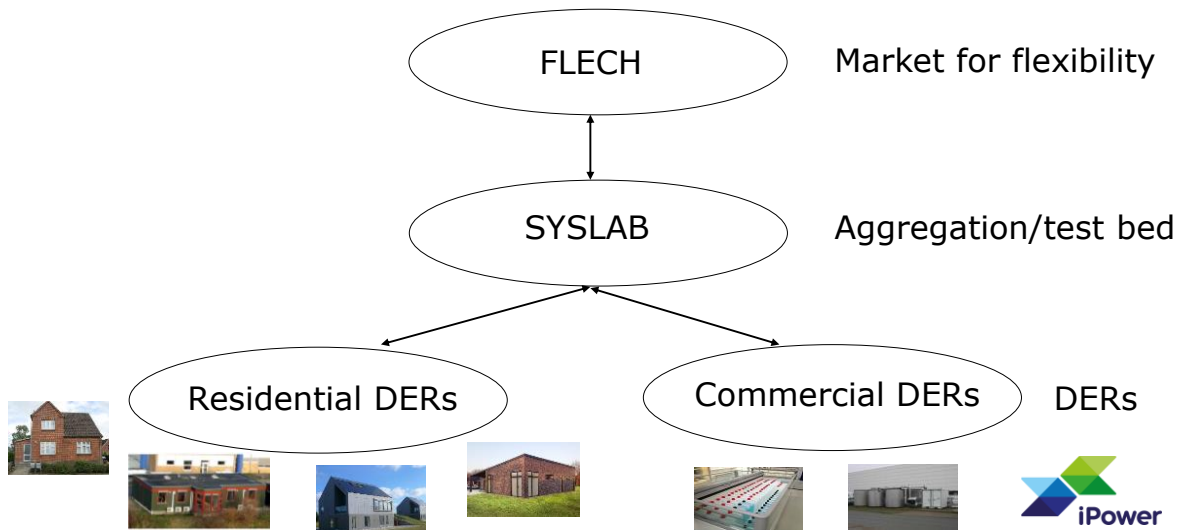 FLECH
Market for flexibility
SYSLAB
Aggregation/test bed
Residential DERs
Commercial DERs
DERs
iPower